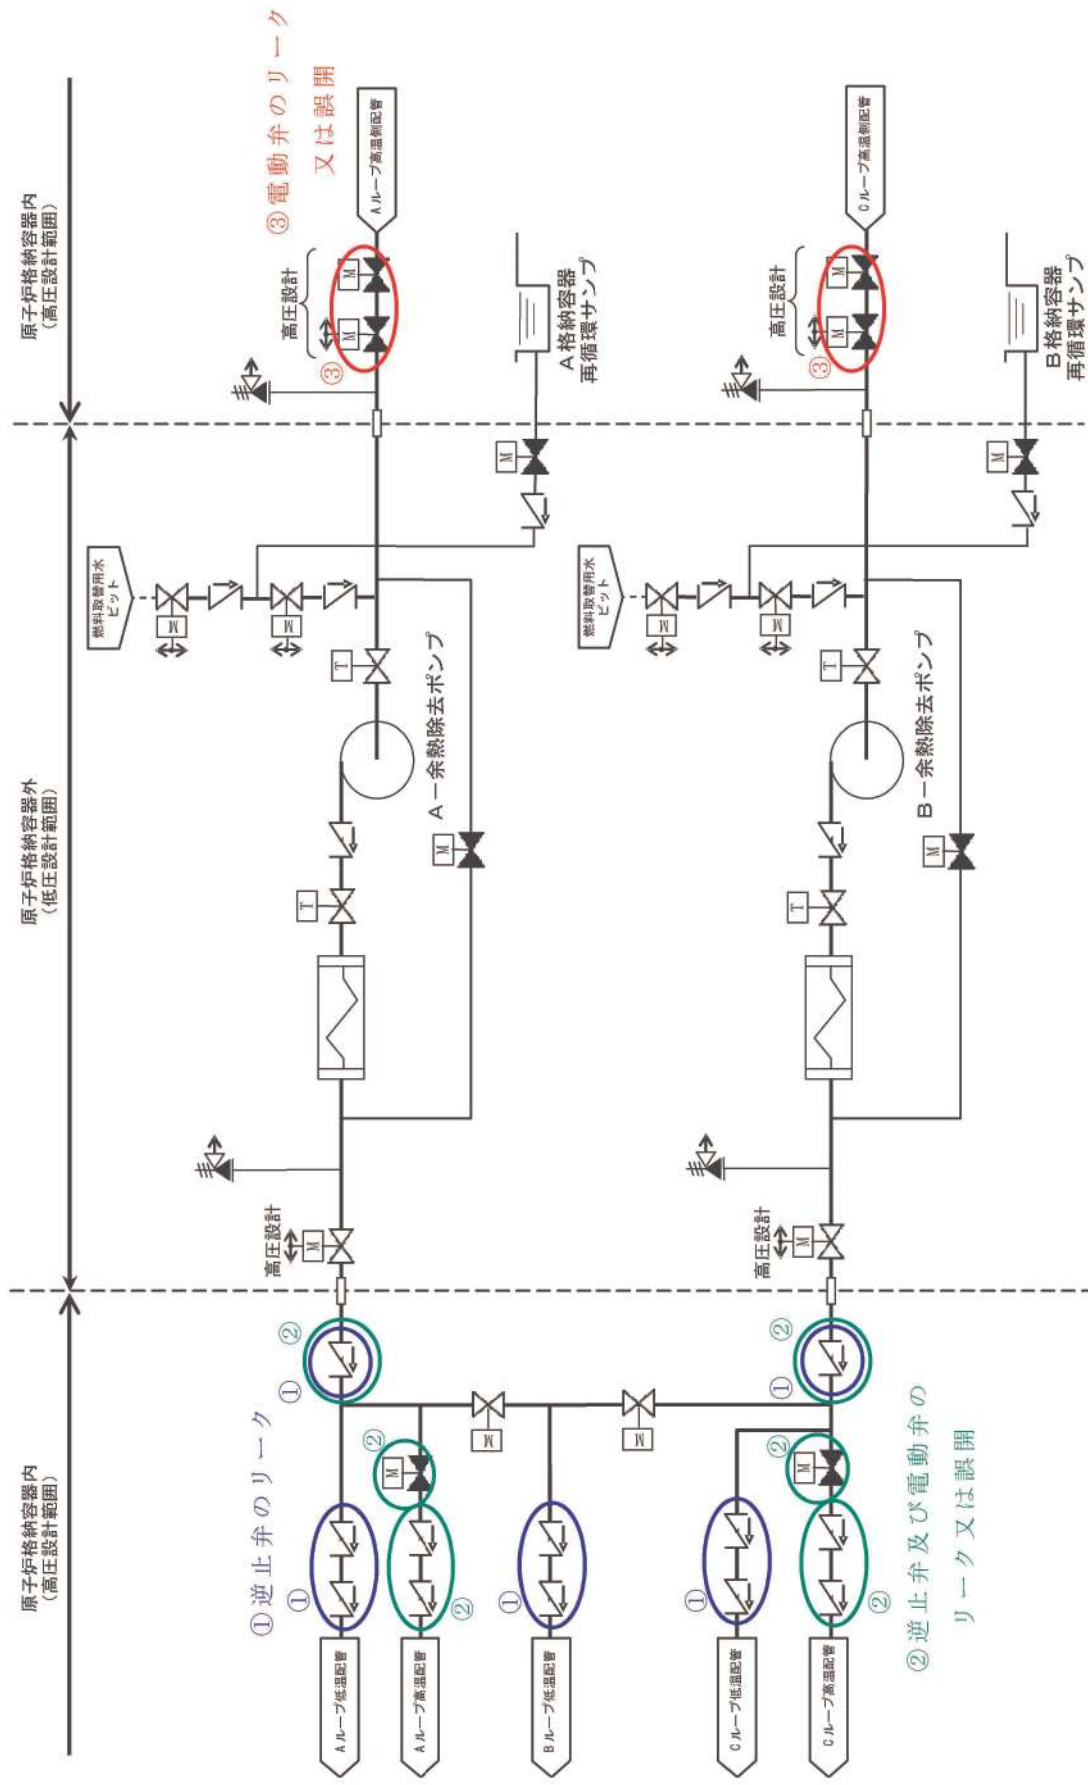 原子炉格納容器内
(高圧設計範囲)
原子炉格納容器外
(低圧設計範囲)
原子炉格納容器内
(高圧設計範囲)
①逆止弁のリーク
③電動弁のリーク
又は誤開
高圧設計
高圧設計
燃料取替用水
ピット
Aループ低温配管
①
①
②
M
T
M
M
③
M
M
Aループ高温側配管
Aループ高温配管
②
②
M
T
A-余熱除去ポンプ
M
M
A格納容器
再循環サンプ
Bループ低温配管
①
M
M
高圧設計
高圧設計
燃料取替用水
ピット
Cループ低温配管
①
①
②
M
T
M
M
③
M
M
Cループ高温側配管
Cループ高温配管
②
②
M
T
B-余熱除去ポンプ
M
M
B格納容器
再循環サンプ
②逆止弁及び電動弁の
リーク又は誤開